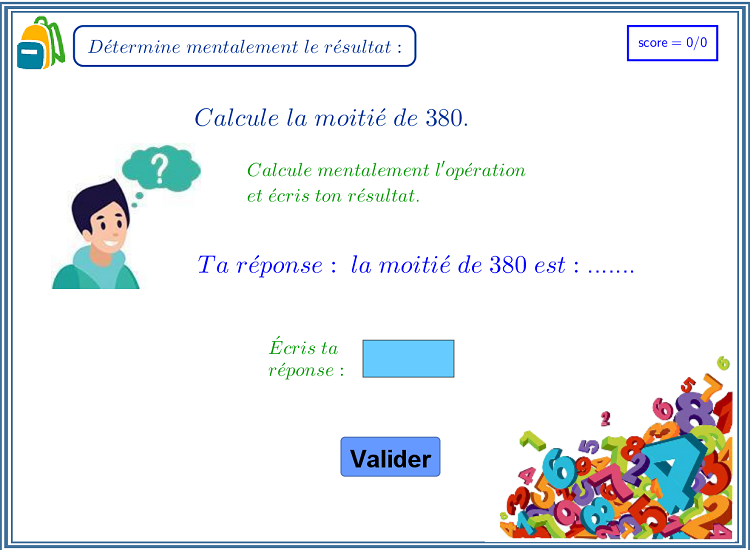 Détermine mentalement le résultat :
score = 0/0
Calcule la moitié de 380.
?
Calcule mentalement l'opération
et écris ton résultat.
Ta réponse : la moitié de 380 est : .......
Écris ta
réponse :
Valider